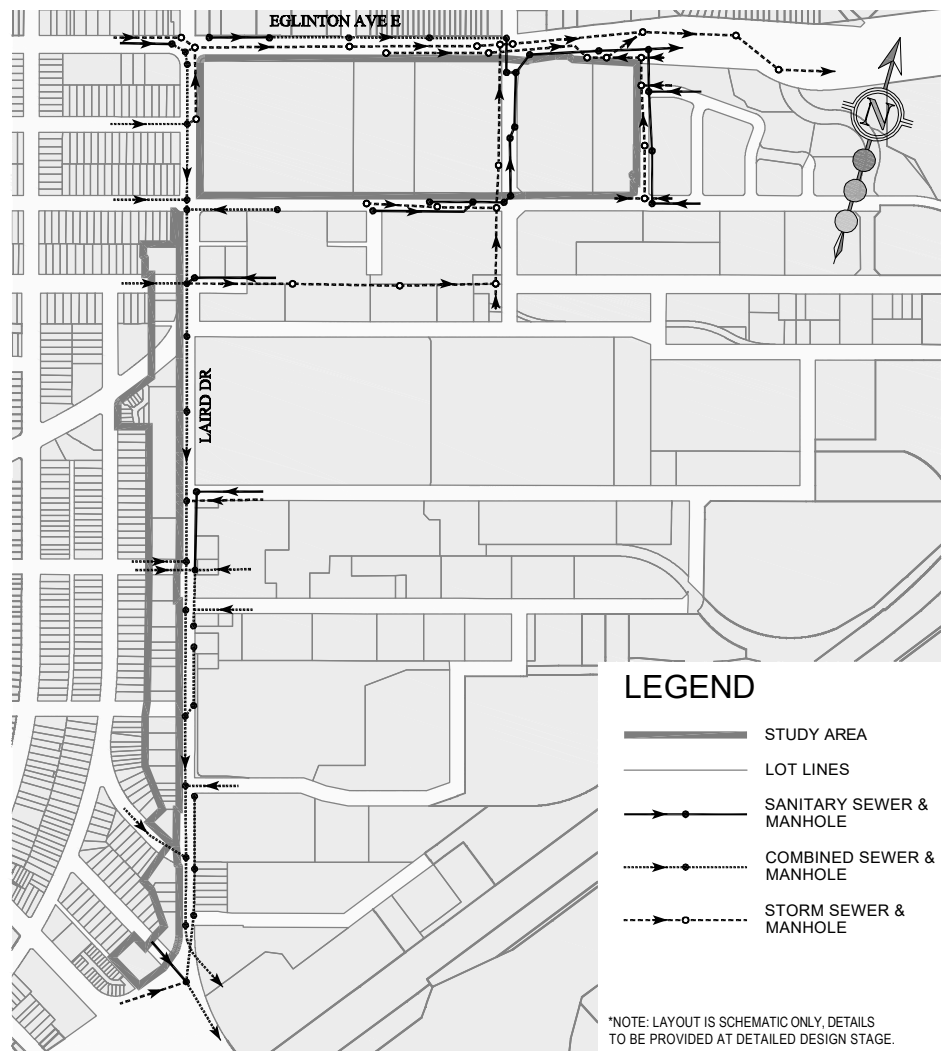 EGLINTON AVE E
N
LAIRD DR
LEGEND
STUDY AREA
LOT LINES
SANITARY SEWER &
MANHOLE
COMBINED SEWER &
MANHOLE
STORM SEWER &
MANHOLE
*NOTE: LAYOUT IS SCHEMATIC ONLY, DETAILS
TO BE PROVIDED AT DETAILED DESIGN STAGE.